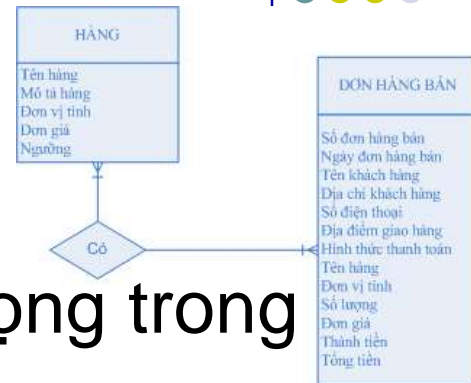 HÀNG
Tên hàng
Mô tả hàng
Đơn vị tính
Đơn giá
Ngưỡng
Có
ĐƠN HÀNG BÁN
Số đơn hàng bán
Ngày đơn hàng bán
Tên khách hàng
Địa chỉ khách hàng
Số điện thoại
Địa điểm giao hàng
Hình thức thanh toán
Tên hàng
Đơn vị tính
Số lượng
Đơn giá
Thành tiền
Tổng tiền
ọng trong